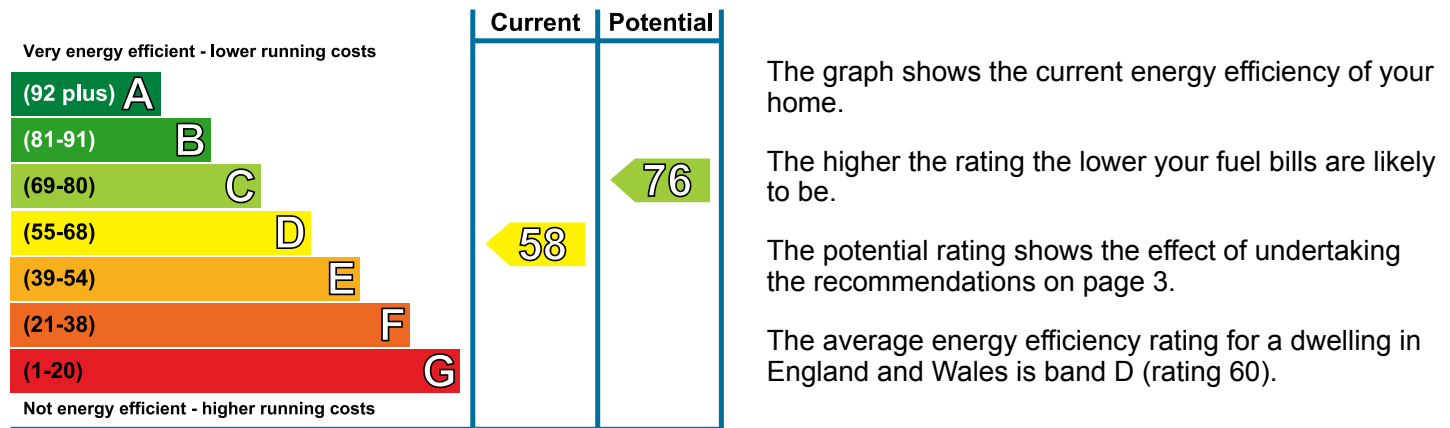 Current Potential
Very energy efficient - lower running costs
(92 plus) A
(81-91) B
(69-80) C
76
(55-68) D
58
(39-54) E
(21-38) F
(1-20) G
Not energy efficient - higher running costs
The graph shows the current energy efficiency of your
home.
The higher the rating the lower your fuel bills are likely
to be.
The potential rating shows the effect of undertaking
the recommendations on page 3.
The average energy efficiency rating for a dwelling in
England and Wales is band D (rating 60).